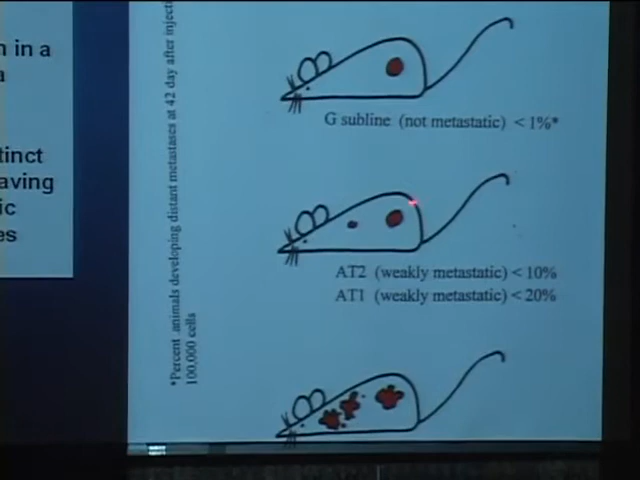 n in a
a
tinct
aving
ic
es
*Percent animals developing distant metastases at 42 day after inject
100,000 cells
G subline (not metastatic) < 1%*
AT2 (weakly metastatic) < 10%
AT1 (weakly metastatic) < 20%